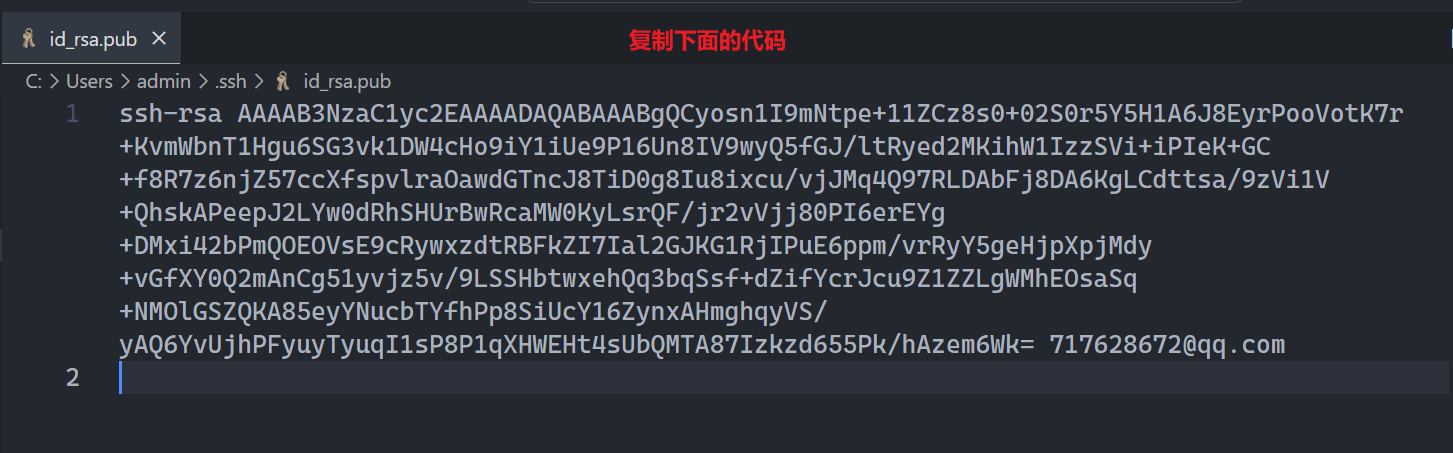 id_rsa.pub
复制下面的代码
C: > Users > admin > .ssh > id_rsa.pub
1 ssh-rsa AAAAB3NzaC1yc2EAAAADAQABAAABgQCyosn1I9mNtpe+11ZCz8s0+02S0r5Y5H1A6J8EyrPooVotK7r
+KvmWbnT1Hgu6SG3vk1DW4cHo9iY1iUe9P16Un8IV9wyQ5fGJ/ltRyed2MKihW1IzzSVi+iPIeK+GC
+f8R7z6njZ57ccXfspvlraOawdGTncJ8TiD0g8Iu8ixcu/vjJMq4Q97RLDAbFj8DA6KgLCdttsa/9zVi1V
+QhskAPeepJ2LYw0dRhSHUrBwRcaMW0KyLsrQF/jr2vVjj80PI6erEYg
+DMxi42bPmQOEOVsE9cRywxzdtRBFkZI7Ial2GJKG1RjIPuE6ppm/vrRyY5geHjpXpjMdy
+vGfXY0Q2mAnCg51yvjz5v/9LSSHbtwxehQq3bqSsf+dZifYcrJcu9Z1ZZLgWMhEOsaSq
+NMOlGSZQKA85eyYNucbTYfhPp8SiUcY16ZynxAHmghqyVS/
yAQ6YvUjhPFyuyTyuqI1sP8P1qXHWEHt4sUbQMTA87Izkzd655Pk/hAzem6Wk= 717628672@qq.com
2